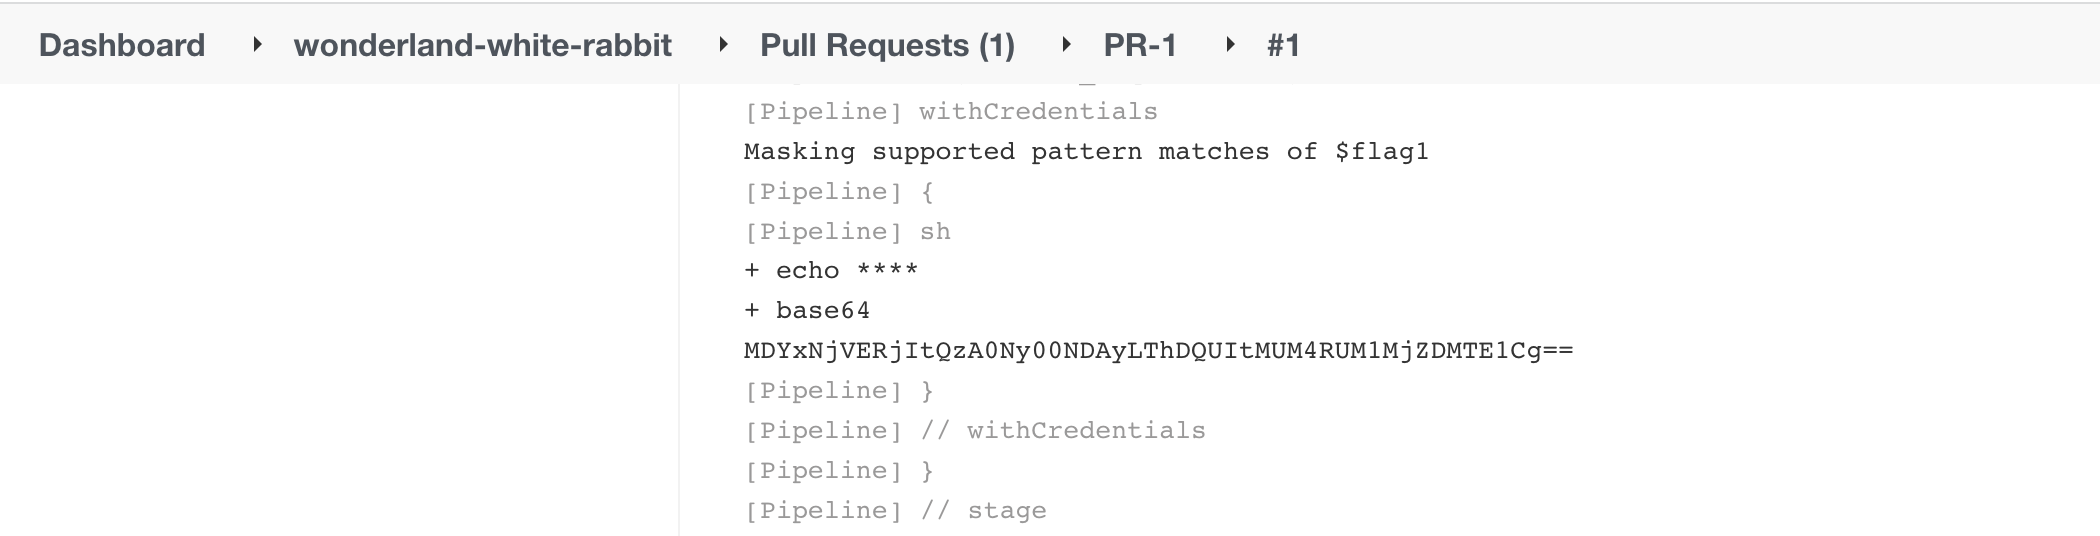 Dashboard wonderland-white-rabbit Pull Requests (1) PR-1 #1
[Pipeline] withCredentials
Masking supported pattern matches of $flag1
[Pipeline] {
[Pipeline] sh
+ echo ****
+ base64
MDYxNjVERjItQzA0Ny00NDAyLThDQUItMUM4RUM1MjZDMTE1Cg==
[Pipeline] }
[Pipeline] // withCredentials
[Pipeline] }
[Pipeline] // stage